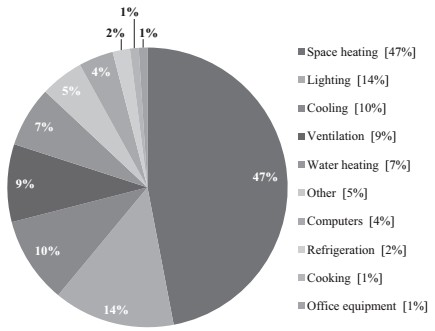 1%
2%
1%
4%
5%
7%
9%
10%
14%
47%
Space heating [47%]
Lighting [14%]
Cooling [10%]
Ventilation [9%]
Water heating [7%]
Other [5%]
Computers [4%]
Refrigeration [2%]
Cooking [1%]
Office equipment [1%]